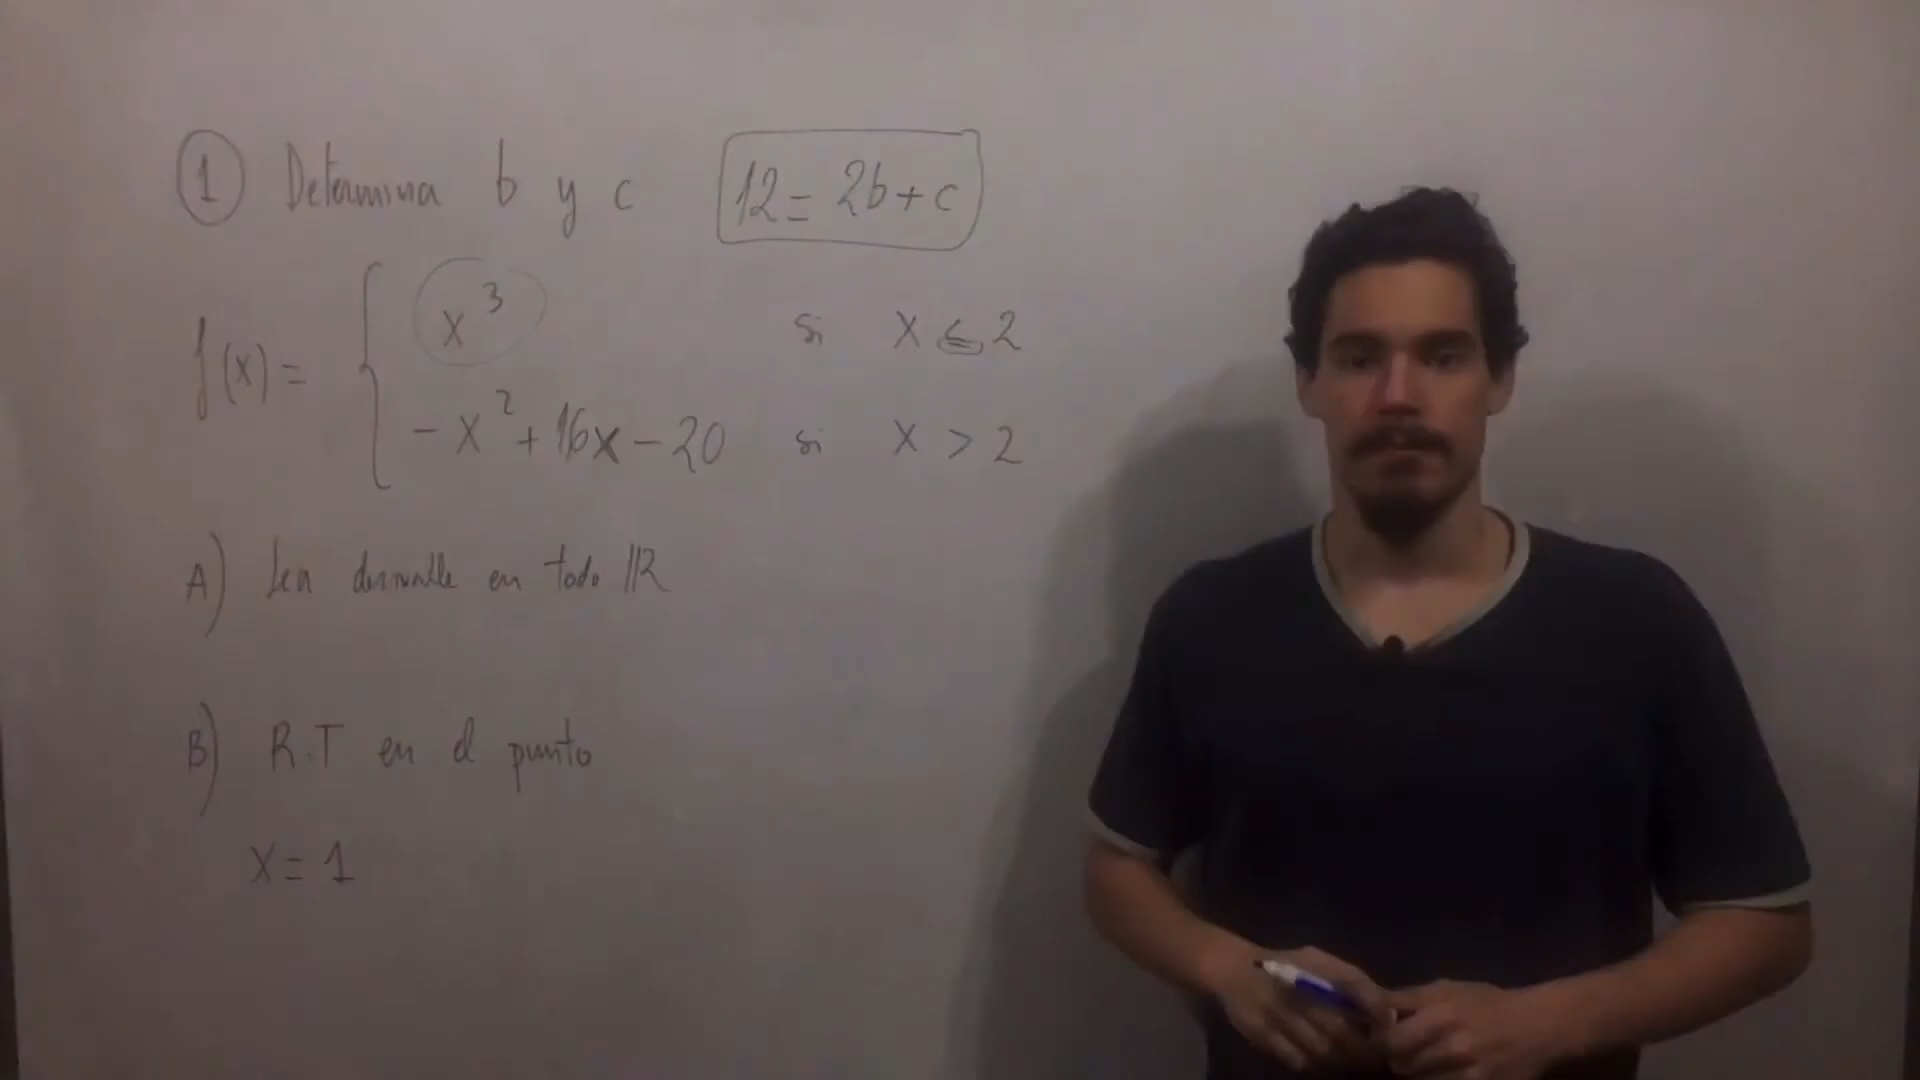 ① Determina b y c 12 = 2b + c
f(x) = { x³ si x ≤ 2
-x² + 16x - 20 si x > 2
A) Sea derivable en todo ℝ
B) R.T en el punto
x = 1